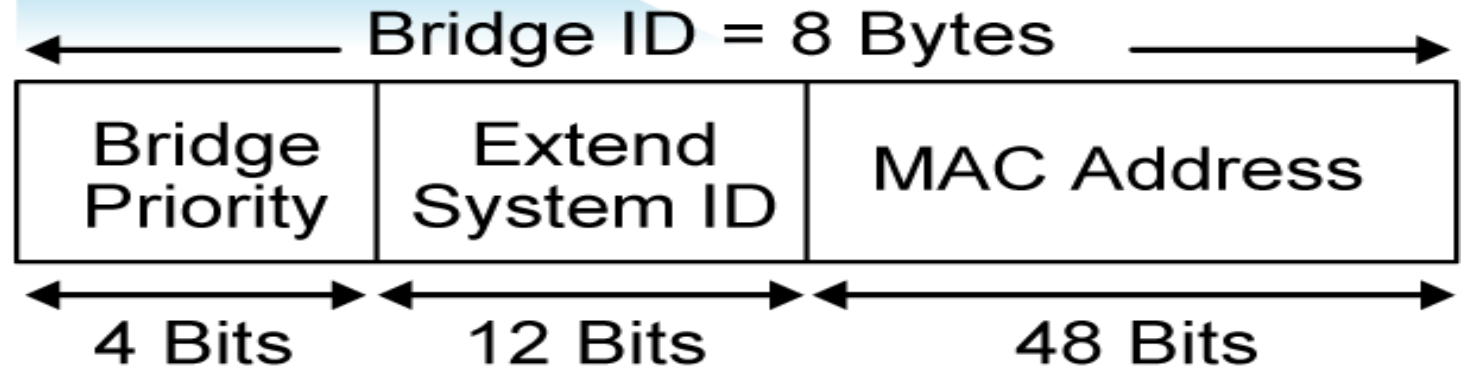 Bridge ID = 8 Bytes
Bridge
Priority
Extend
System ID
MAC Address
4 Bits
12 Bits
48 Bits